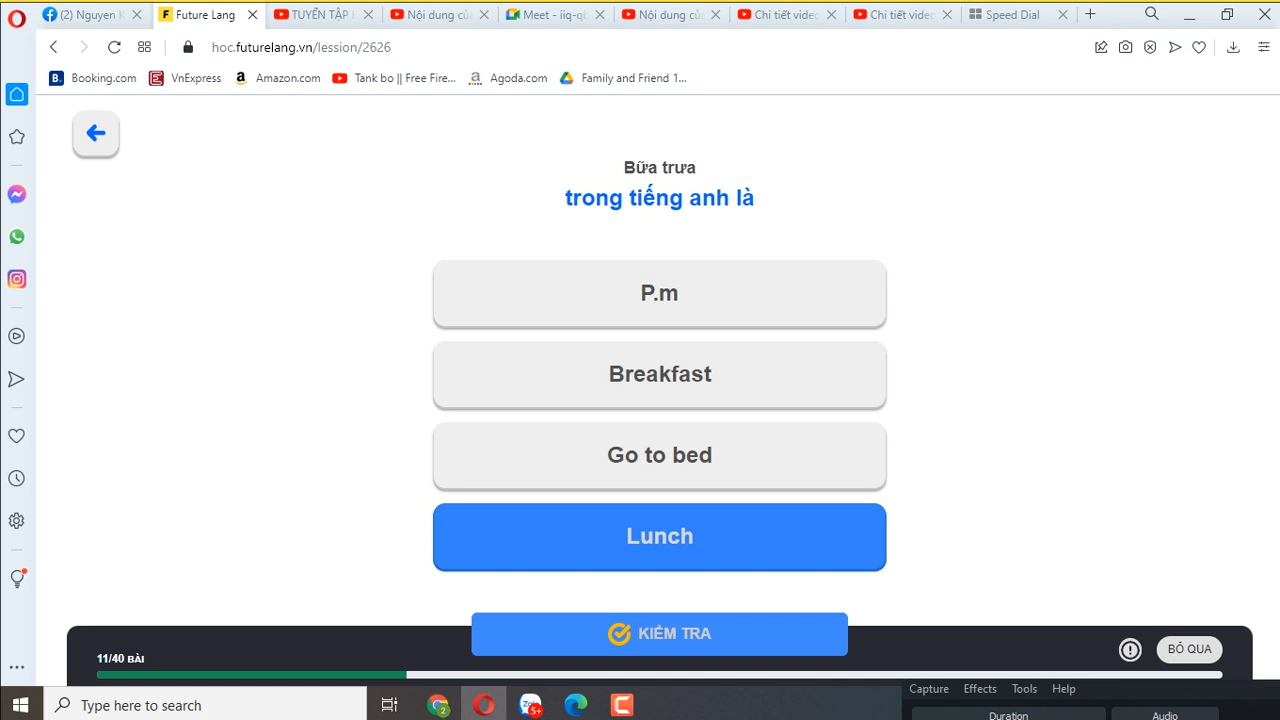 (2) Nguyen K
Future Lang
TUYỂN TẬP
Nội dung củ
Meet - iiq-qb
Nội dung củ
Chi tiết video
Chi tiết video
Speed Dial
hoc.futurelang.vn/lession/2626
Booking.com
VnExpress
Amazon.com
Tank bo || Free Fire...
Agoda.com
Family and Friend 1...
Bữa trưa
trong tiếng anh là
P.m
Breakfast
Go to bed
Lunch
KIỂM TRA
11/40 BÀI
BỎ QUA
Type here to search
2
5+
Capture Effects Tools Help
Duration
Audio